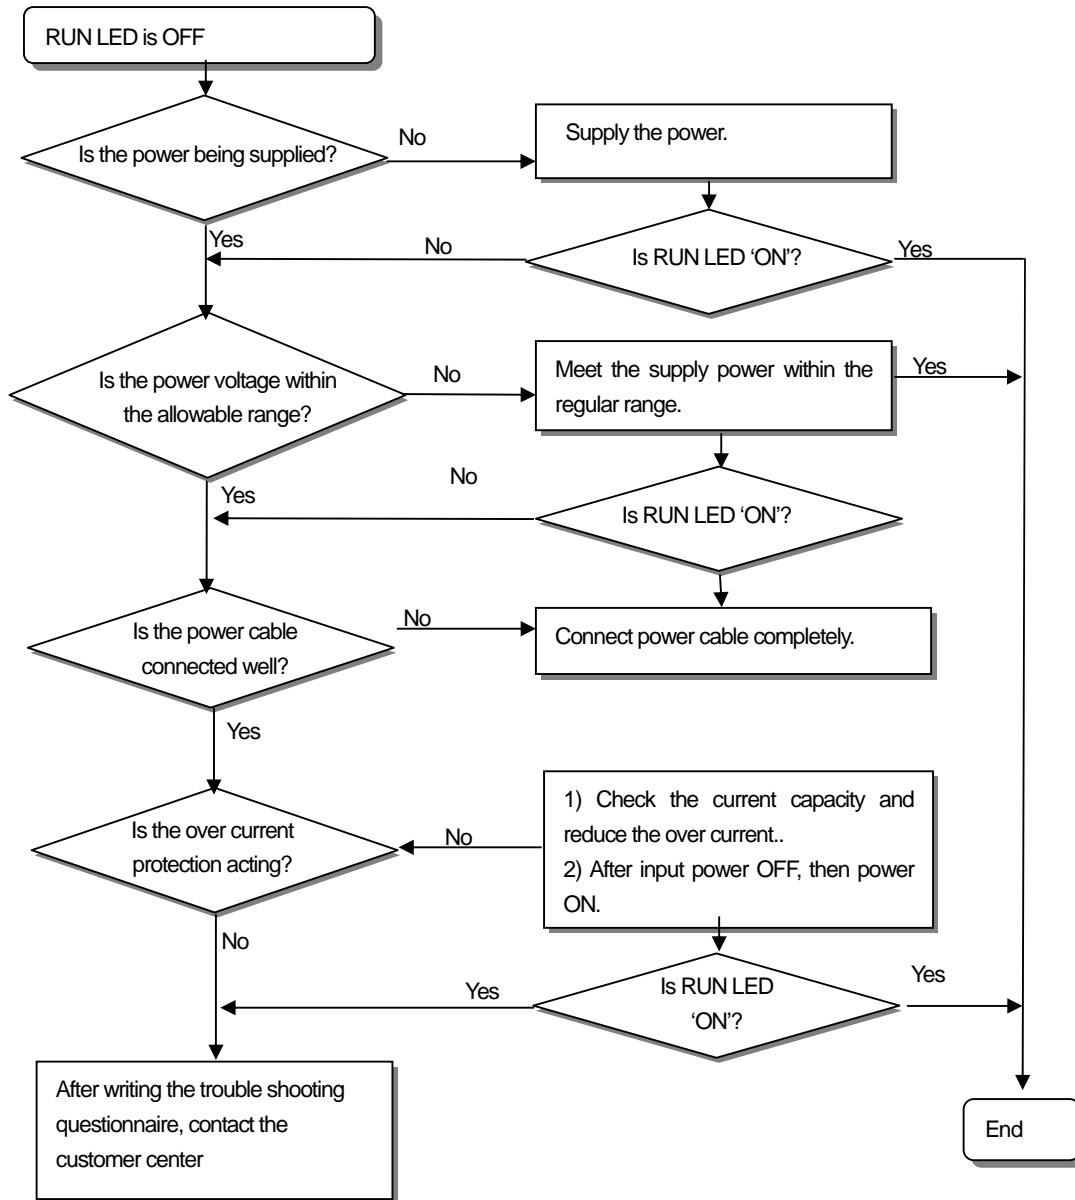 RUN LED is OFF
Is the power being supplied?
No
Supply the power.
Yes
No
Is RUN LED ‘ON’?
Yes
Is the power voltage within
the allowable range?
No
Meet the supply power within the
regular range.
Yes
Yes
No
Is RUN LED ‘ON’?
Is the power cable
connected well?
No
Connect power cable completely.
Yes
Is the over current
protection acting?
No
1) Check the current capacity and
reduce the over current..
2) After input power OFF, then power
ON.
No
Yes
Is RUN LED
‘ON’?
Yes
After writing the trouble shooting
questionnaire, contact the
customer center
End